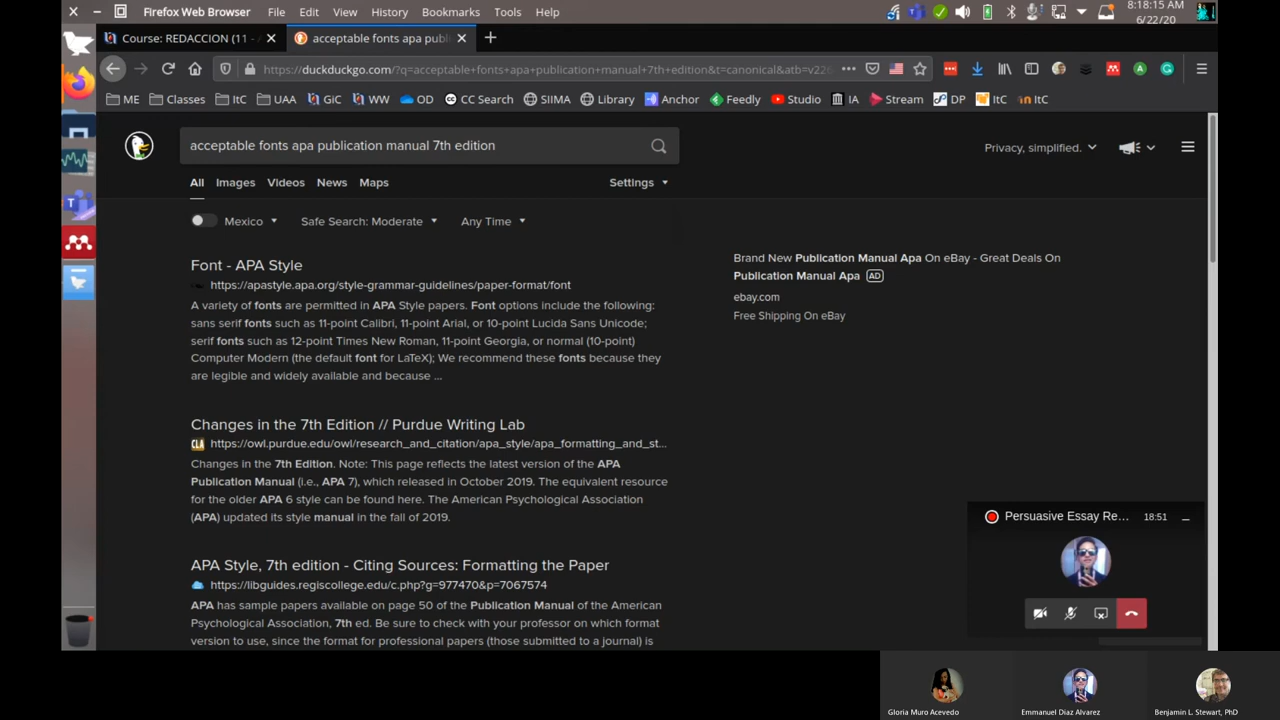 Firefox Web Browser File Edit View History Bookmarks Tools Help 8:18:15 AM
6/22/20
Course: REDACCION (11 - A acceptable fonts apa publ
https://duckduckgo.com/?q=acceptable+fonts+apa+publication+manual+7th+edition&t=canonical&atb=v22
ME Classes ItC UAA GiC WW OD CC Search SIIMA Library Anchor Feedly Studio IA Stream DP ItC ItC
acceptable fonts apa publication manual 7th edition
Privacy, simplified.
All Images Videos News Maps Settings
Mexico Safe Search: Moderate Any Time
Font - APA Style
https://apastyle.apa.org/style-grammar-guidelines/paper-format/font
A variety of fonts are permitted in APA Style papers. Font options include the following:
sans serif fonts such as 11-point Calibri, 11-point Arial, or 10-point Lucida Sans Unicode;
serif fonts such as 12-point Times New Roman, 11-point Georgia, or normal (10-point)
Computer Modern (the default font for LaTeX); We recommend these fonts because they
are legible and widely available and because ...
Brand New Publication Manual Apa On eBay - Great Deals On
Publication Manual Apa AD
ebay.com
Free Shipping On eBay
Changes in the 7th Edition // Purdue Writing Lab
CLA https://owl.purdue.edu/owl/research_and_citation/apa_style/apa_formatting_and_st...
Changes in the 7th Edition. Note: This page reflects the latest version of the APA
Publication Manual (i.e., APA 7), which released in October 2019. The equivalent resource
for the older APA 6 style can be found here. The American Psychological Association
(APA) updated its style manual in the fall of 2019.
APA Style, 7th edition - Citing Sources: Formatting the Paper
https://libguides.regiscollege.edu/c.php?g=977470&p=7067574
APA has sample papers available on page 50 of the Publication Manual of the American
Psychological Association, 7th ed. Be sure to check with your professor on which format
version to use, since the format for professional papers (those submitted to a journal) is
Persuasive Essay Re... 18:51
Gloria Muro Acevedo Emmanuel Diaz Alvarez Benjamin L. Stewart, PhD